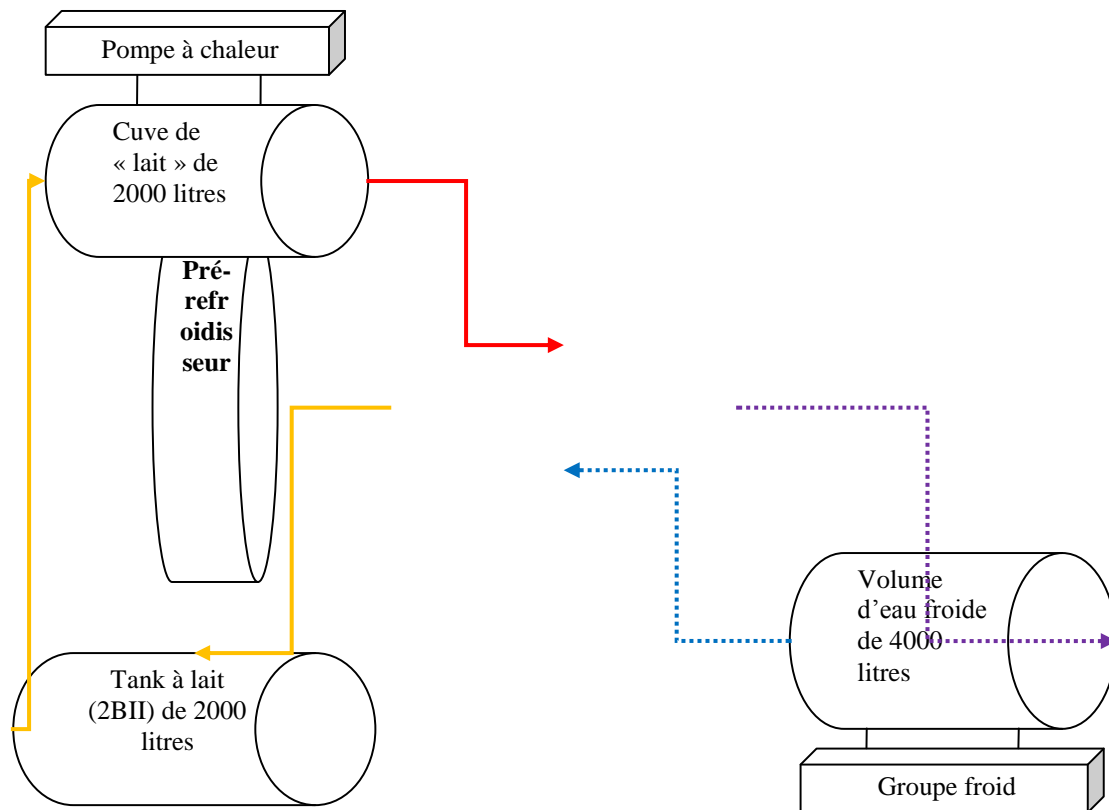 Pompe à chaleur
Cuve de
« lait » de
2000 litres
Pré-
refr
oidis
seur
Volume
d'eau froide
de 4000
litres
Tank à lait
(2BII) de 2000
litres
Groupe froid